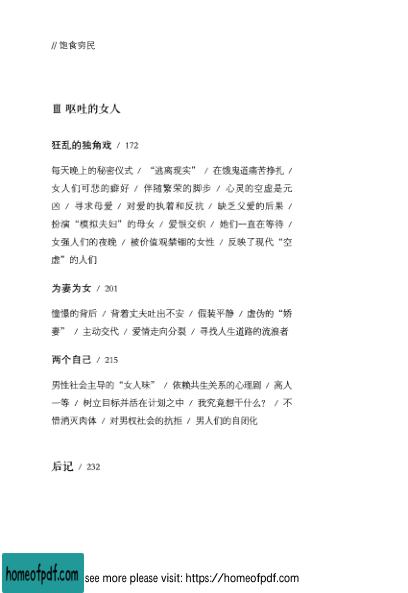 // 饱食穷民
Ⅲ 呕吐的女人
狂乱的独角戏 / 172
每天晚上的秘密仪式 / “逃离现实” / 在饿鬼道痛苦挣扎 /
女人们可悲的癖好 / 伴随繁荣的脚步 / 心灵的空虚是元
凶 / 寻求母爱 / 对爱的执着和反抗 / 缺乏父爱的后果 /
扮演“模拟夫妇”的母女 / 爱恨交织 / 她们一直在等待 /
女强人们的夜晚 / 被价值观禁锢的女性 / 反映了现代“空
虚”的人们
为妻为女 / 201
憧憬的背后 / 背着丈夫吐出不安 / 假装平静 / 虚伪的“娇
妻” / 主动交代 / 爱情走向分裂 / 寻找人生道路的流浪者
两个自己 / 215
男性社会主导的“女人味” / 依赖共生关系的心理剧 / 高人
一等 / 树立目标并活在计划之中 / 我究竟想干什么? / 不
惜消灭肉体 / 对男权社会的抗拒 / 男人们的自闭化
后记 / 232
homeofpdf.com see more please visit: https://homeofpdf.com